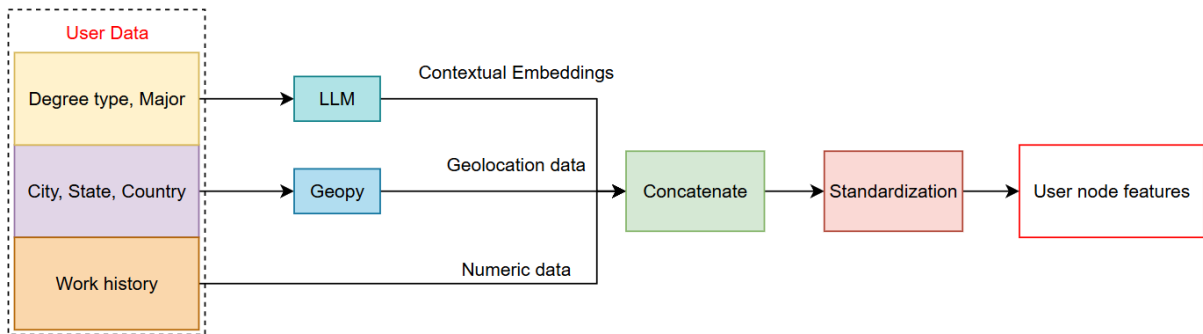 User Data
Degree type, Major
LLM
Contextual Embeddings
City, State, Country
Geopy
Geolocation data
Work history
Numeric data
Concatenate
Standardization
User node features